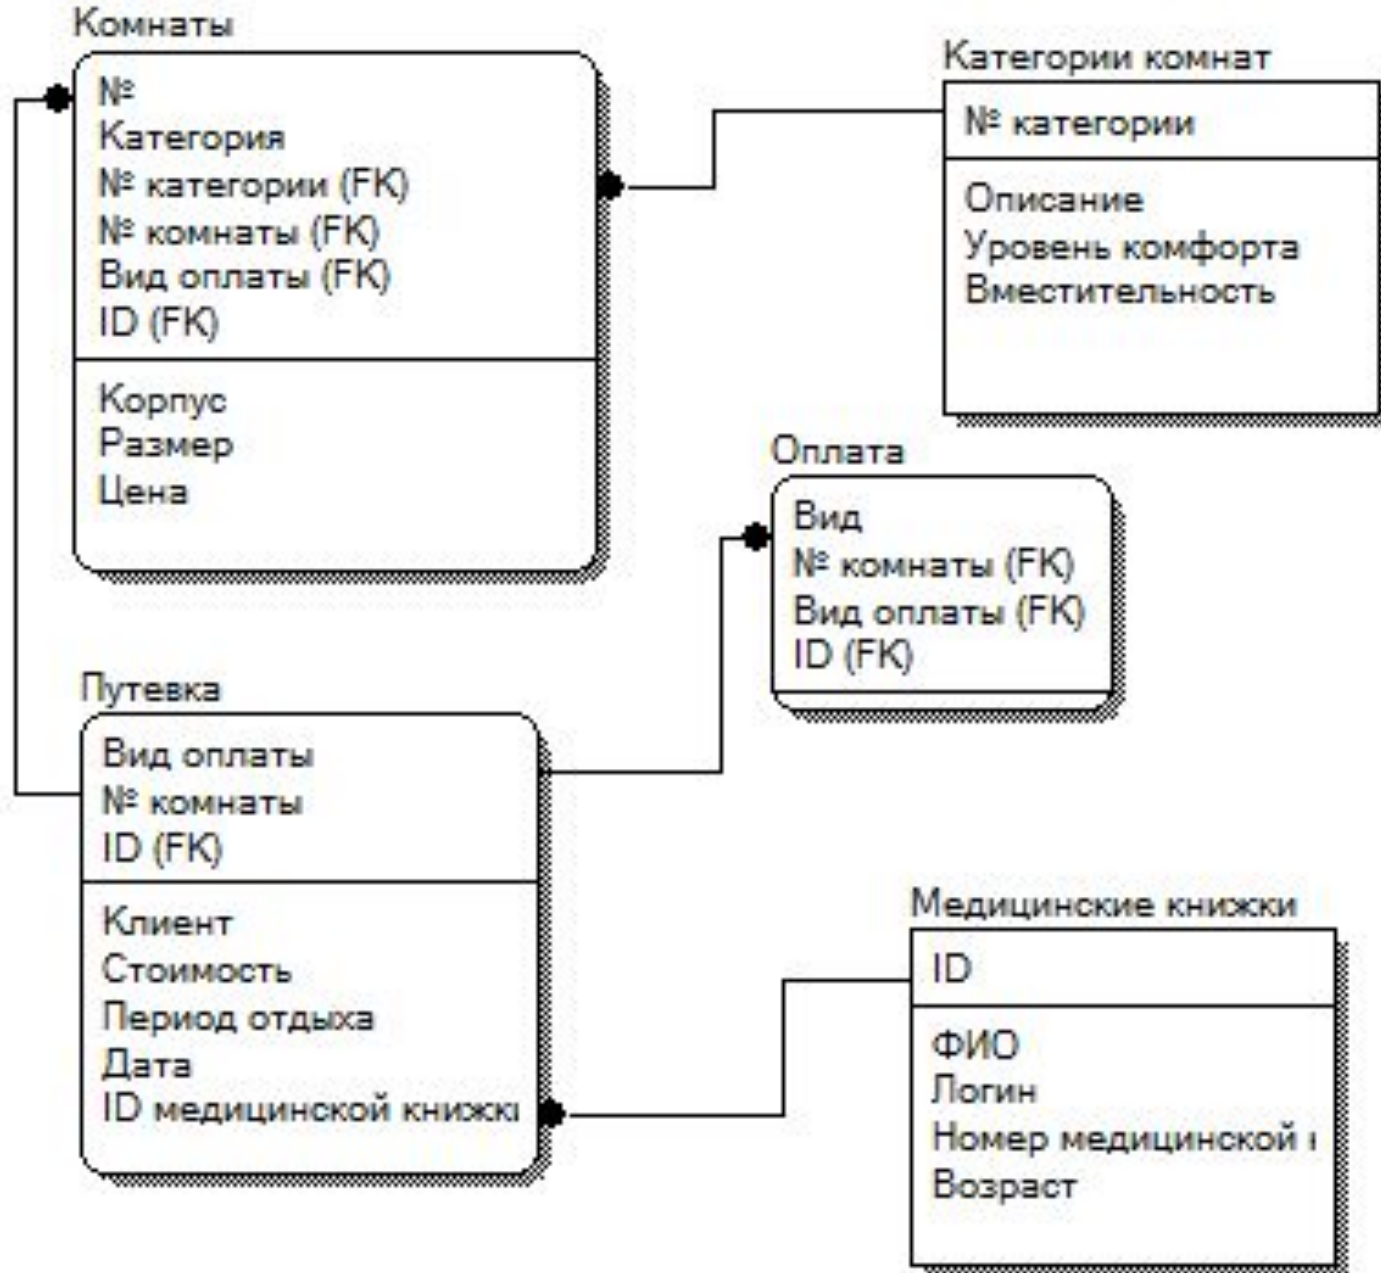 Комнаты
№
Категория
№ категории (FK)
№ комнаты (FK)
Вид оплаты (FK)
ID (FK)
Корпус
Размер
Цена
Категории комнат
№ категории
Описание
Уровень комфорта
Вместительность
Оплата
Вид
№ комнаты (FK)
Вид оплаты (FK)
ID (FK)
Путевка
Вид оплаты
№ комнаты
ID (FK)
Клиент
Стоимость
Период отдыха
Дата
ID медицинской
Медицинские книжки
ID
ФИО
Логин
Номер медицинской
Возраст